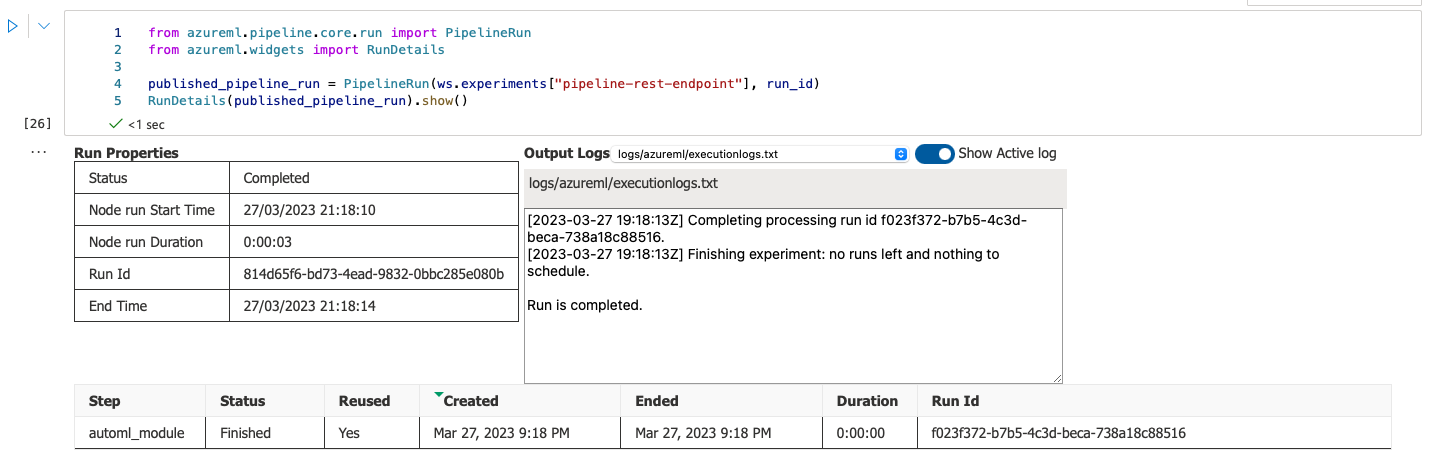 1 from azureml.pipeline.core.run import PipelineRun
2 from azureml.widgets import RunDetails
3
4 published_pipeline_run = PipelineRun(ws.experiments["pipeline-rest-endpoint"], run_id)
5 RunDetails(published_pipeline_run).show()
[26] <1 sec
...
Run Properties
Status Completed
Node run Start Time 27/03/2023 21:18:10
Node run Duration 0:00:03
Run Id 814d65f6-bd73-4ead-9832-0bbc285e080b
End Time 27/03/2023 21:18:14
Output Logs logs/azureml/executionlogs.txt Show Active log
logs/azureml/executionlogs.txt
[2023-03-27 19:18:13Z] Completing processing run id f023f372-b7b5-4c3d-
beca-738a18c88516.
[2023-03-27 19:18:13Z] Finishing experiment: no runs left and nothing to
schedule.
Run is completed.
Step Status Reused Created Ended Duration Run Id
automl_module Finished Yes Mar 27, 2023 9:18 PM Mar 27, 2023 9:18 PM 0:00:00 f023f372-b7b5-4c3d-beca-738a18c88516